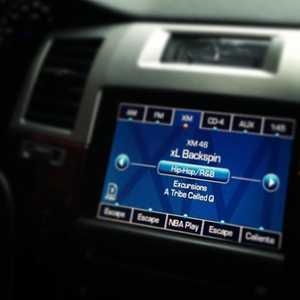 AM FM XM CD-4 AUX 1:45
XM 46
xL Backspin
Hip-Hop/R&B
Excursions
A Tribe Called Q
Escape Escape NBA Play Escape Caliente